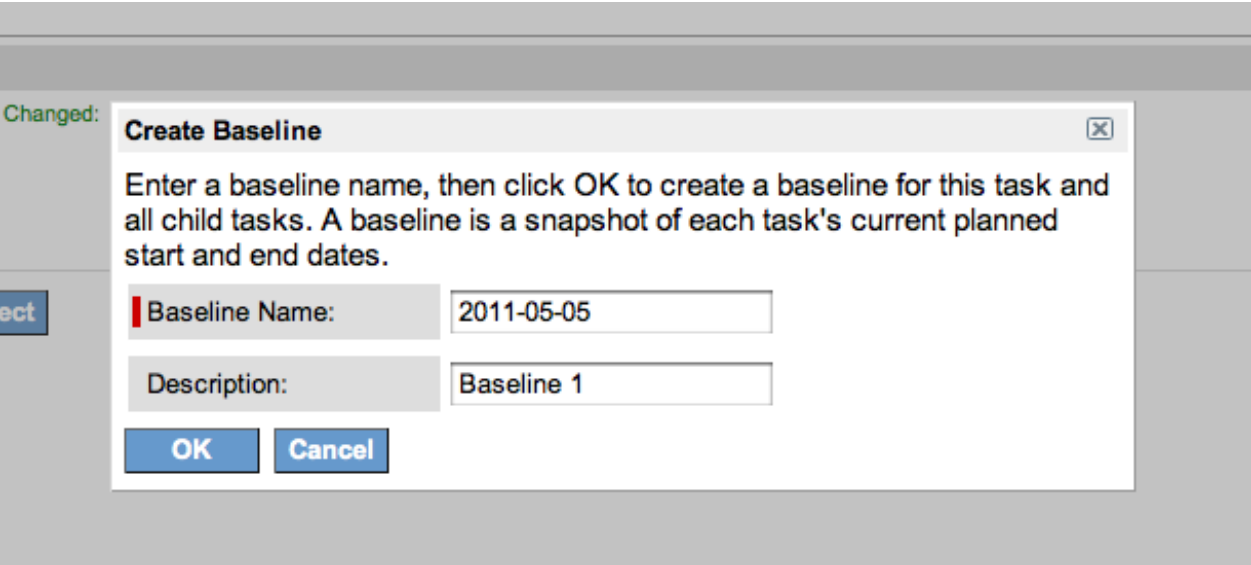 Changed:
Create Baseline
Enter a baseline name, then click OK to create a baseline for this task and
all child tasks. A baseline is a snapshot of each task's current planned
start and end dates.
Baseline Name: 2011-05-05
ect
Description: Baseline 1
OK Cancel